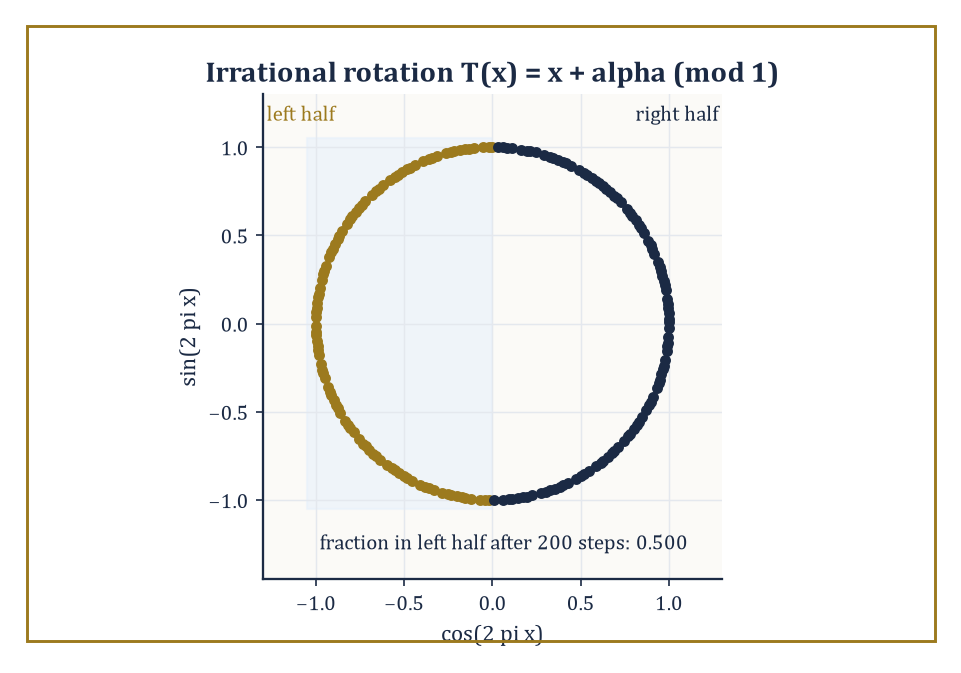 Irrational rotation T(x) = x + alpha (mod 1)
left half
right half
1.0
0.5
0.0
−0.5
−1.0
sin(2 pi x)
fraction in left half after 200 steps: 0.500
−1.0
−0.5
0.0
0.5
1.0
cos(2 pi x)